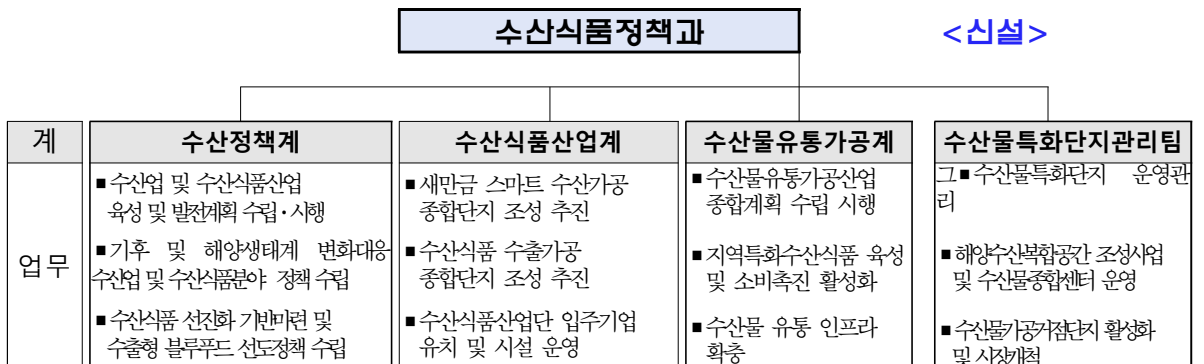 수산식품정책과
<신설>
계
수산정책계
수산식품산업계
수산물유통가공계
수산물특화단지관리팀
업무
■수산업 및 수산식품산업
육성 및 발전계획 수립·시행
■기후 및 해양생태계 변화대응
수산업 및 수산식품분야 정책 수립
■수산식품 선진화 기반마련 및
수출형 블루푸드 선도정책 수립
■새만금 스마트 수산가공
종합단지 조성 추진
■수산식품 수출가공
종합단지 조성 추진
■수산식품산업단 입주기업
유치 및 시설 운영
■수산물유통가공산업
종합계획 수립 시행
■지역특화수산식품 육성
및 소비촉진 활성화
■수산물 유통 인프라
확충
그■수산물특화단지 운영관
리
■해양수산복합공간 조성사업
및 수산물종합센터 운영
■수산물가공거점단지 활성화
및 시장개척